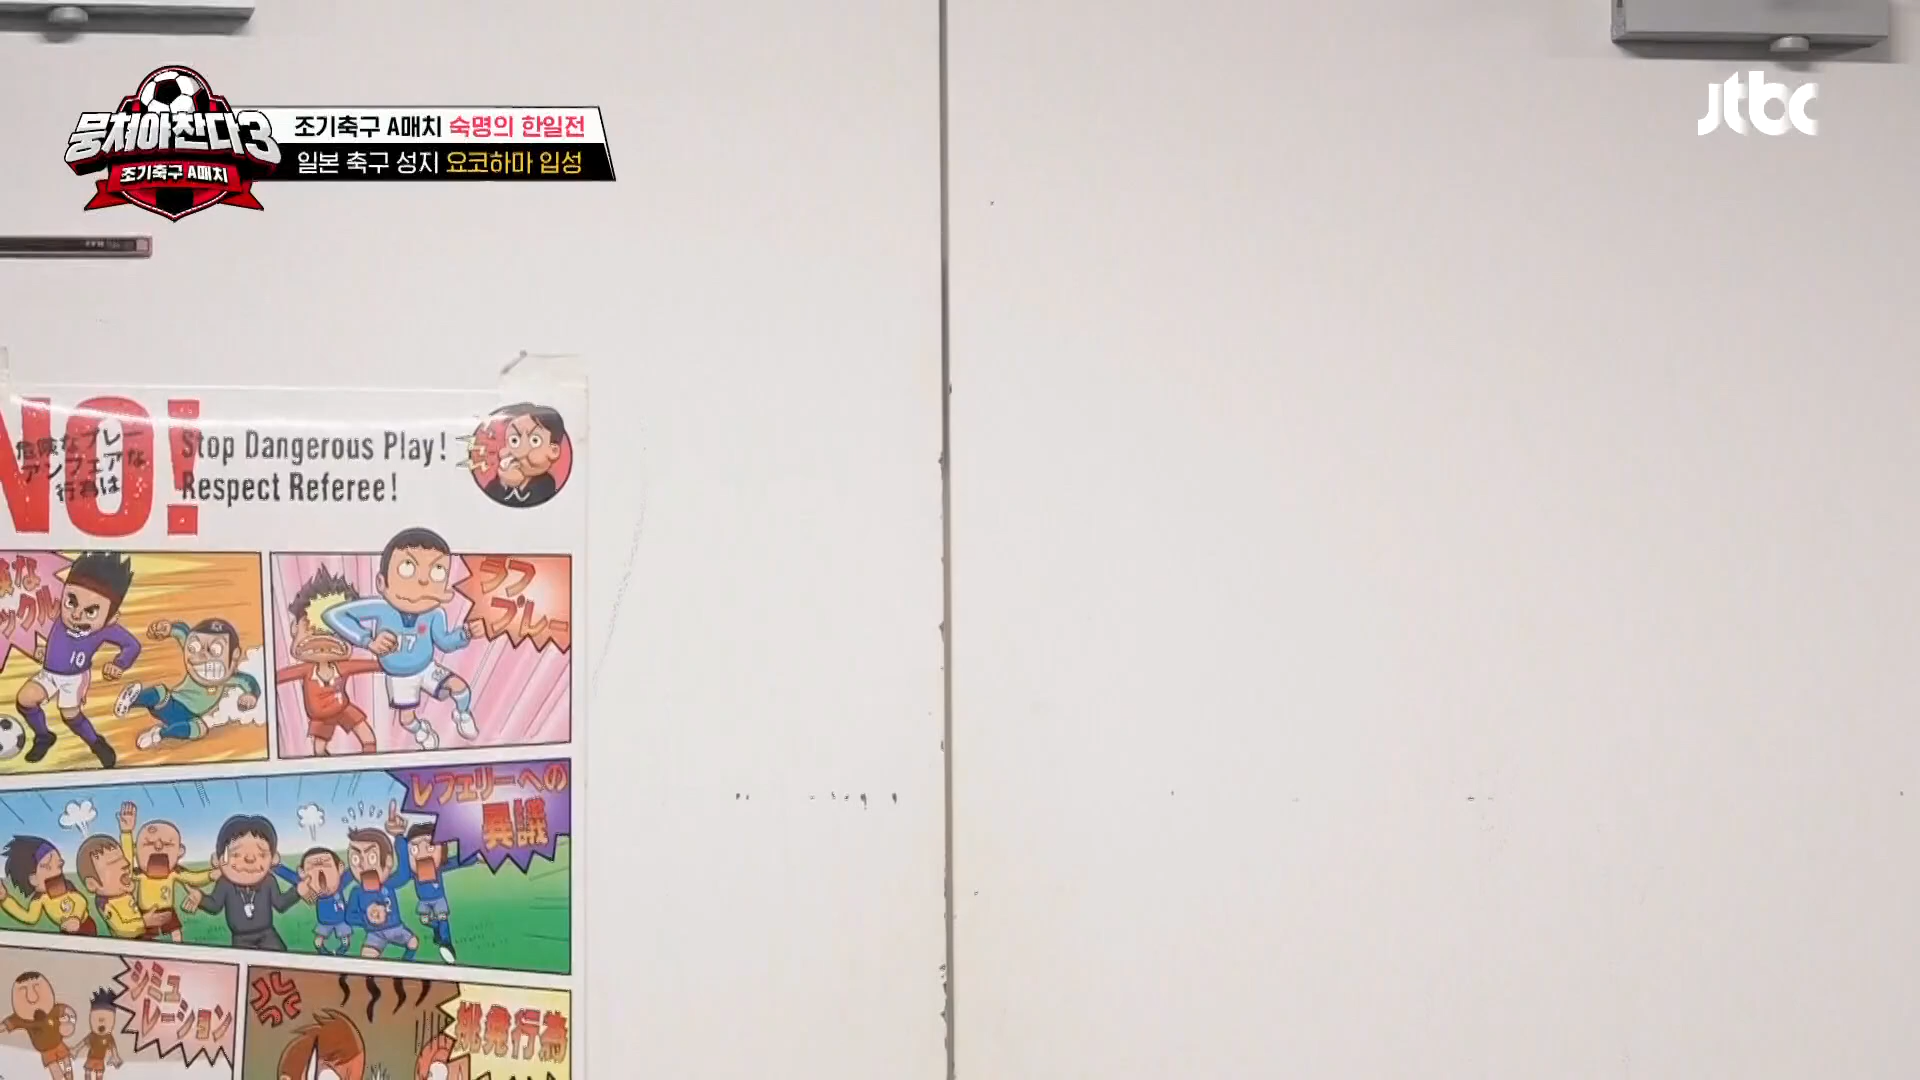 뭉쳐야찬다3
조기축구 A매치
조기축구 A매치 숙명의 한일전
일본 축구 성지 요코하마 입성
jtbc
NO!
危険なプレー
アンフェアな
行為は
Stop Dangerous Play!
Respect Referee!
ラフ
プレー
10
17
レフェリーへの
異議
シミュ
レーション
挑発行為